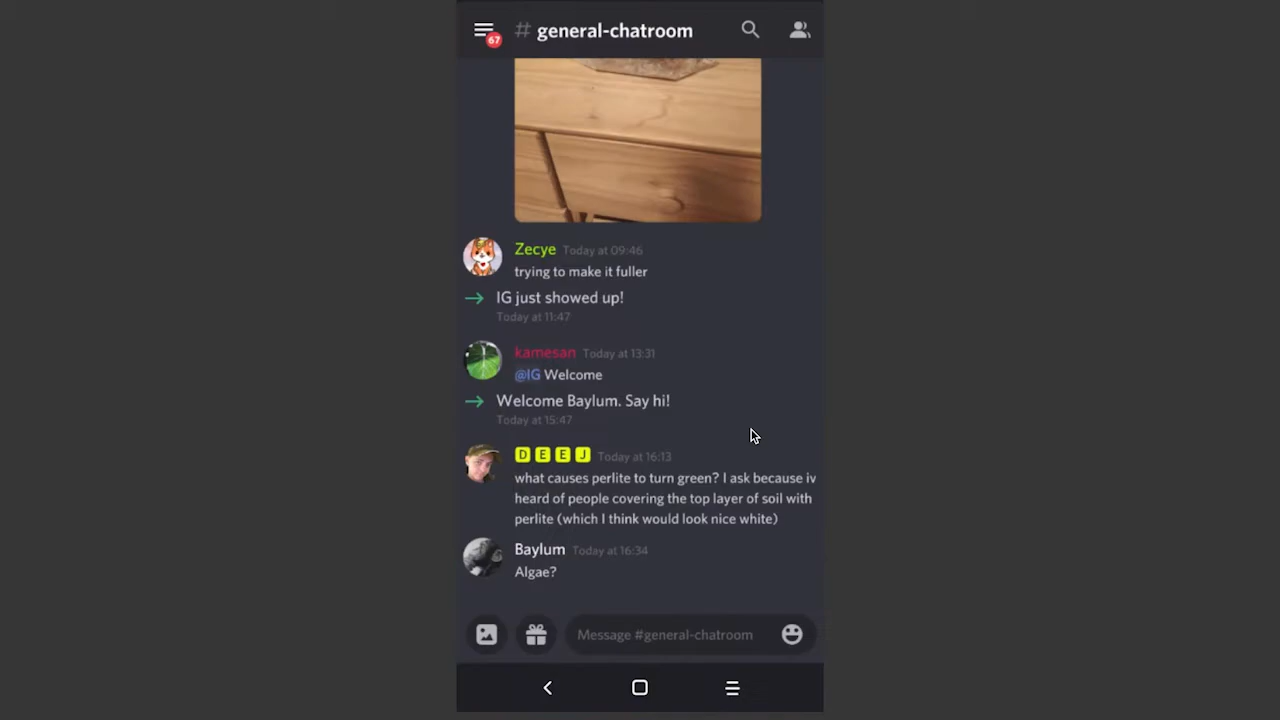 67
# general-chatroom
Zecye Today at 09:46
trying to make it fuller
IG just showed up!
Today at 11:47
kamesan Today at 13:31
@IG Welcome
Welcome Baylum. Say hi!
Today at 15:47
DEEJ Today at 16:13
what causes perlite to turn green? I ask because iv
heard of people covering the top layer of soil with
perlite (which I think would look nice white)
Baylum Today at 16:34
Algae?
Message #general-chatroom